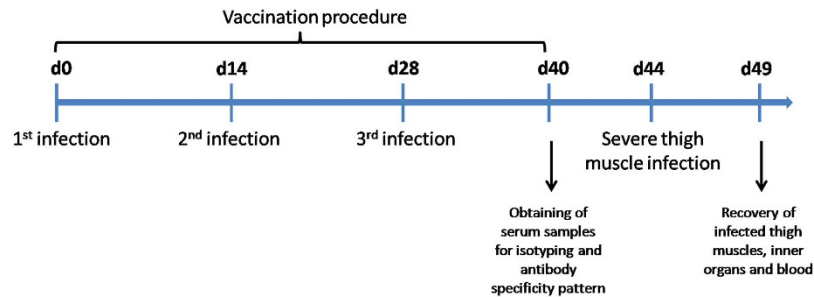 Vaccination procedure
d0 d14 d28 d40 d44 d49
1st infection 2nd infection 3rd infection Severe thigh
muscle infection
Obtaining of
serum samples
for isotyping and
antibody
specificity pattern
Recovery of
infected thigh
muscles, inner
organs and blood